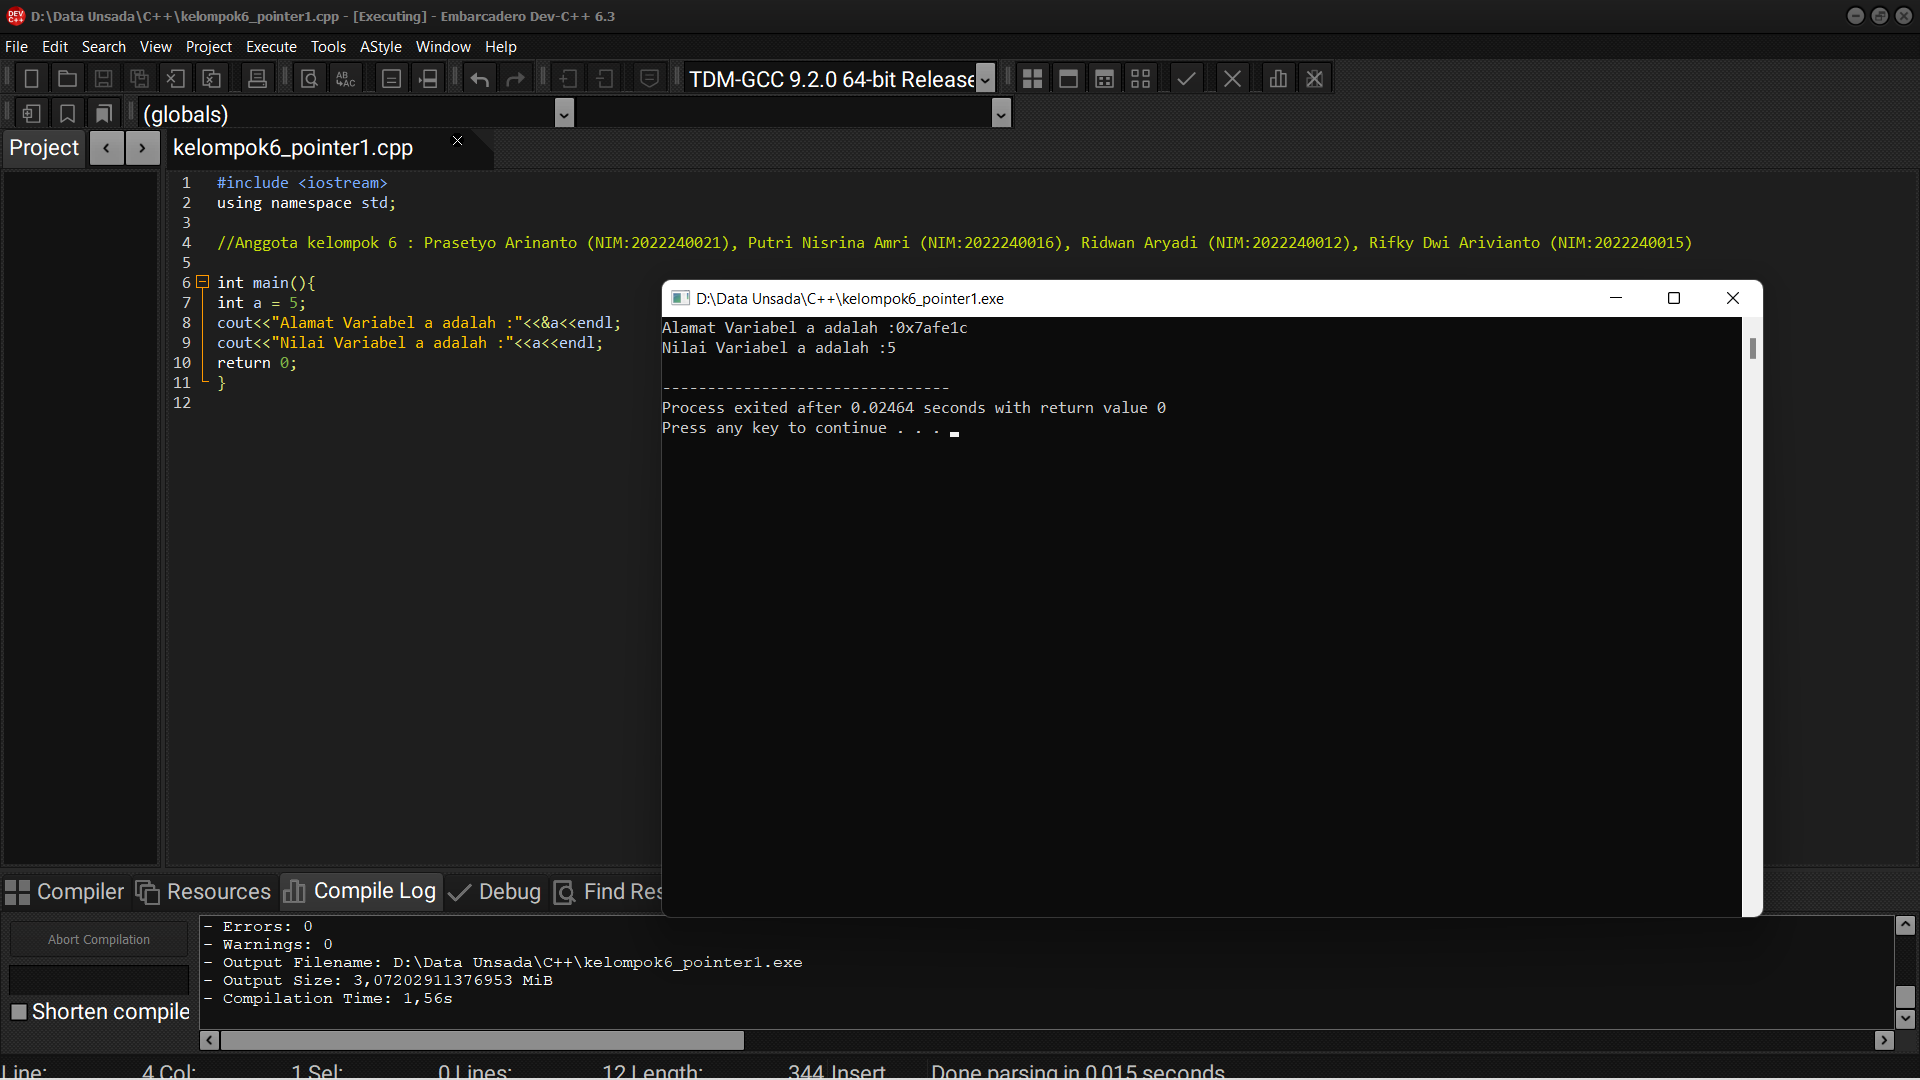 D:\Data Unsada\C++\kelompok6_pointer1.cpp - [Executing] - Embarcadero Dev-C++ 6.3
File Edit Search View Project Execute Tools AStyle Window Help
TDM-GCC 9.2.0 64-bit Release
(globals)
Project
kelompok6_pointer1.cpp
1 #include <iostream>
2 using namespace std;
3
4 //Anggota kelompok 6 : Prasetyo Arinanto (NIM:2022240021), Putri Nisrina Amri (NIM:2022240016), Ridwan Aryadi (NIM:2022240012), Rifky Dwi Arivianto (NIM:2022240015)
5
6 int main(){
7 int a = 5;
8 cout<<"Alamat Variabel a adalah :"<<&a<<endl;
9 cout<<"Nilai Variabel a adalah :"<<a<<endl;
10 return 0;
11 }
12
D:\Data Unsada\C++\kelompok6_pointer1.exe
Alamat Variabel a adalah :0x7afe1c
Nilai Variabel a adalah :5
--------------------------------
Process exited after 0.02464 seconds with return value 0
Press any key to continue . . .
Compiler Resources Compile Log Debug Find Res
Abort Compilation
Shorten compile
- Errors: 0
- Warnings: 0
- Output Filename: D:\Data Unsada\C++\kelompok6_pointer1.exe
- Output Size: 3,07202911376953 MiB
- Compilation Time: 1,56s
Line: 4 Col: 1 Sel: 0 Lines: 12 Length: 344 Insert Done parsing in 0,015 seconds